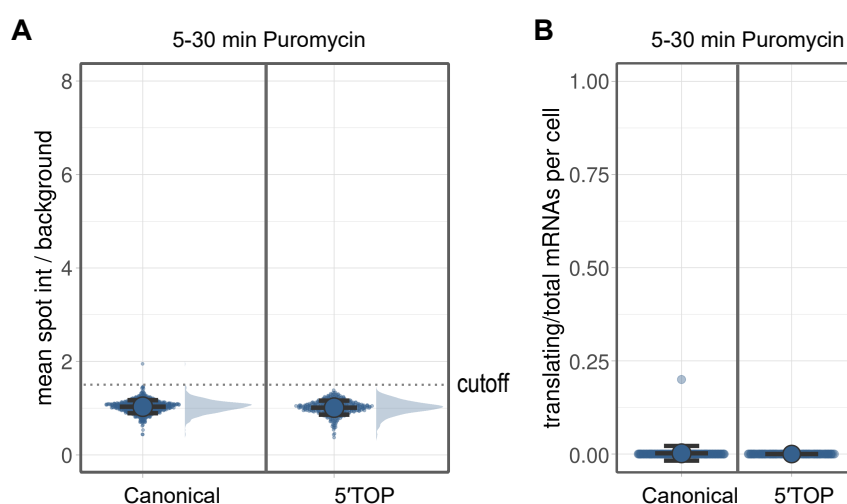 A
5-30 min Puromycin
mean spot int / background
8
6
4
2
0
cutoff
Canonical
5'TOP
B
5-30 min Puromycin
translating/total mRNAs per cell
1.00
0.75
0.50
0.25
0.00
Canonical
5'TOP